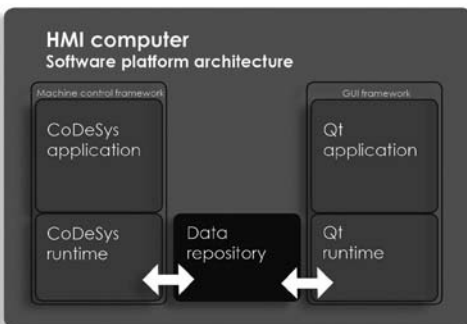 HMI computer
Software platform architecture
Machine control framework
GUI framework
CoDeSys
application
Qt
application
CoDeSys
runtime
Data
repository
Qt
runtime